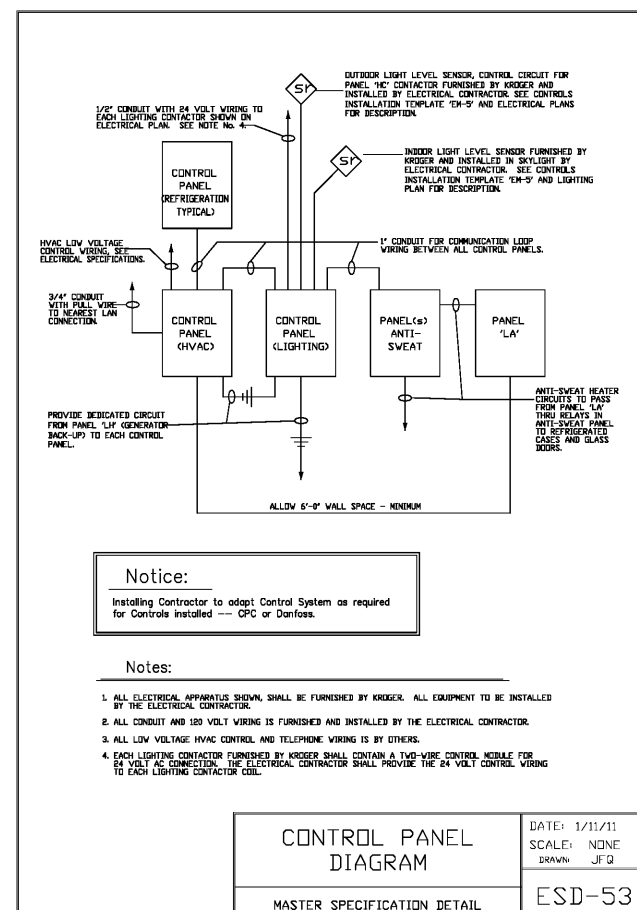 OUTDOOR LIGHT LEVEL SENSOR, CONTROL CIRCUIT FOR
PANEL 'HC' CONTACTOR FURNISHED BY KROGER AND
INSTALLED BY ELECTRICAL CONTRACTOR. SEE CONTROLS
INSTALLATION TEMPLATE 'EM-5' AND ELECTRICAL PLANS
FOR DESCRIPTION.
sr
1/2" CONDUIT WITH 24 VOLT WIRING TO
EACH LIGHTING CONTACTOR SHOWN ON
ELECTRICAL PLAN. SEE NOTE No. 4.
sr
INDOOR LIGHT LEVEL SENSOR FURNISHED BY
KROGER AND INSTALLED IN SKYLIGHT BY
ELECTRICAL CONTRACTOR. SEE CONTROLS
INSTALLATION TEMPLATE 'EM-5' AND LIGHTING
PLAN FOR DESCRIPTION.
CONTROL
PANEL
(REFRIGERATION
TYPICAL)
HVAC LOW VOLTAGE
CONTROL WIRING, SEE
ELECTRICAL SPECIFICATIONS.
1" CONDUIT FOR COMMUNICATION LOOP
WIRING BETWEEN ALL CONTROL PANELS.
3/4" CONDUIT
WITH PULL WIRE
TO NEAREST LAN
CONNECTION.
CONTROL
PANEL
(HVAC)
CONTROL
PANEL
(LIGHTING)
PANEL(s)
ANTI-
SWEAT
PANEL
'LA'
PROVIDE DEDICATED CIRCUIT
FROM PANEL 'LH' (GENERATOR
BACK-UP) TO EACH CONTROL
PANEL.
ANTI-SWEAT HEATER
CIRCUITS TO PASS
FROM PANEL 'LA'
THRU RELAYS IN
ANTI-SWEAT PANEL
TO REFRIGERATED
CASES AND GLASS
DOORS.
ALLOW 6'-0" WALL SPACE - MINIMUM
Notice:
Installing Contractor to adapt Control System as required
for Controls installed -- CPC or Danfoss.
Notes:
1. ALL ELECTRICAL APPARATUS SHOWN, SHALL BE FURNISHED BY KROGER. ALL EQUIPMENT TO BE INSTALLED
BY THE ELECTRICAL CONTRACTOR.
2. ALL CONDUIT AND 120 VOLT WIRING IS FURNISHED AND INSTALLED BY THE ELECTRICAL CONTRACTOR.
3. ALL LOW VOLTAGE HVAC CONTROL AND TELEPHONE WIRING IS BY OTHERS.
4. EACH LIGHTING CONTACTOR FURNISHED BY KROGER SHALL CONTAIN A TWO-WIRE CONTROL MODULE FOR
24 VOLT AC CONNECTION. THE ELECTRICAL CONTRACTOR SHALL PROVIDE THE 24 VOLT CONTROL WIRING
TO EACH LIGHTING CONTACTOR COIL.
CONTROL PANEL
DIAGRAM
MASTER SPECIFICATION DETAIL
DATE: 1/11/11
SCALE: NONE
DRAWN: JFQ
ESD-53